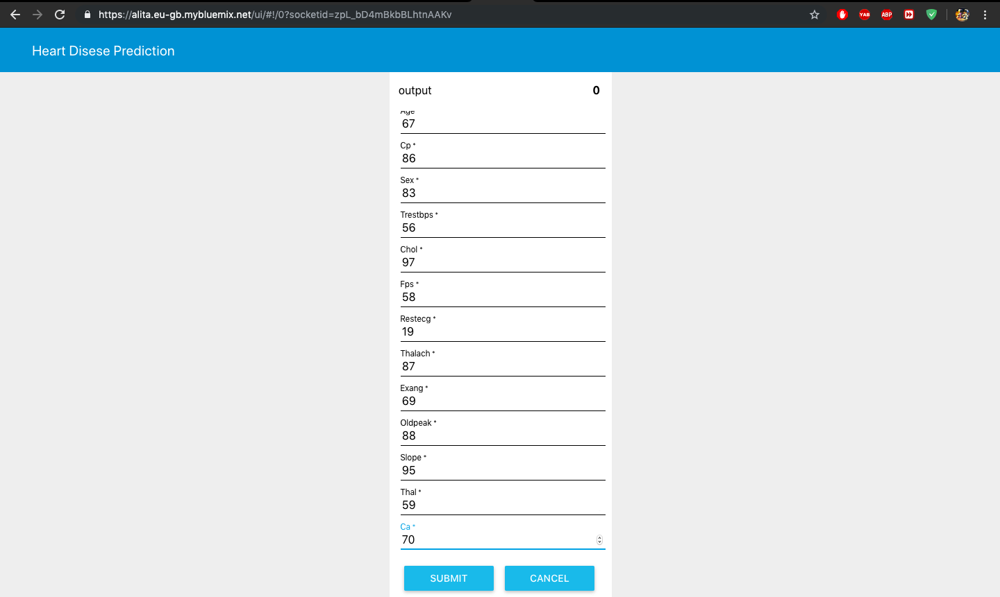 https://alita.eu-gb.mybluemix.net/ui/#!/0?socketid=zpL_bD4mBkbBLhtnAAKv
YAB
ABP
Heart Disese Prediction
output 0
Age
67
Cp *
86
Sex *
83
Trestbps *
56
Chol *
97
Fps *
58
Restecg *
19
Thalach *
87
Exang *
69
Oldpeak *
88
Slope *
95
Thal *
59
Ca *
70
SUBMIT CANCEL